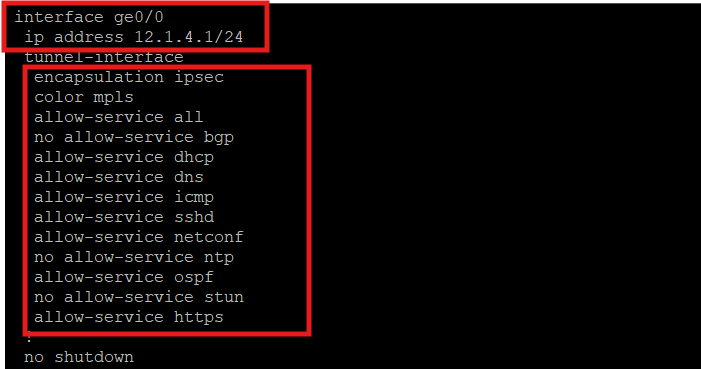 interface ge0/0
ip address 12.1.4.1/24
tunnel-interface
encapsulation ipsec
color mpls
allow-service all
no allow-service bgp
allow-service dhcp
allow-service dns
allow-service icmp
allow-service sshd
allow-service netconf
no allow-service ntp
allow-service ospf
no allow-service stun
allow-service https
!
no shutdown